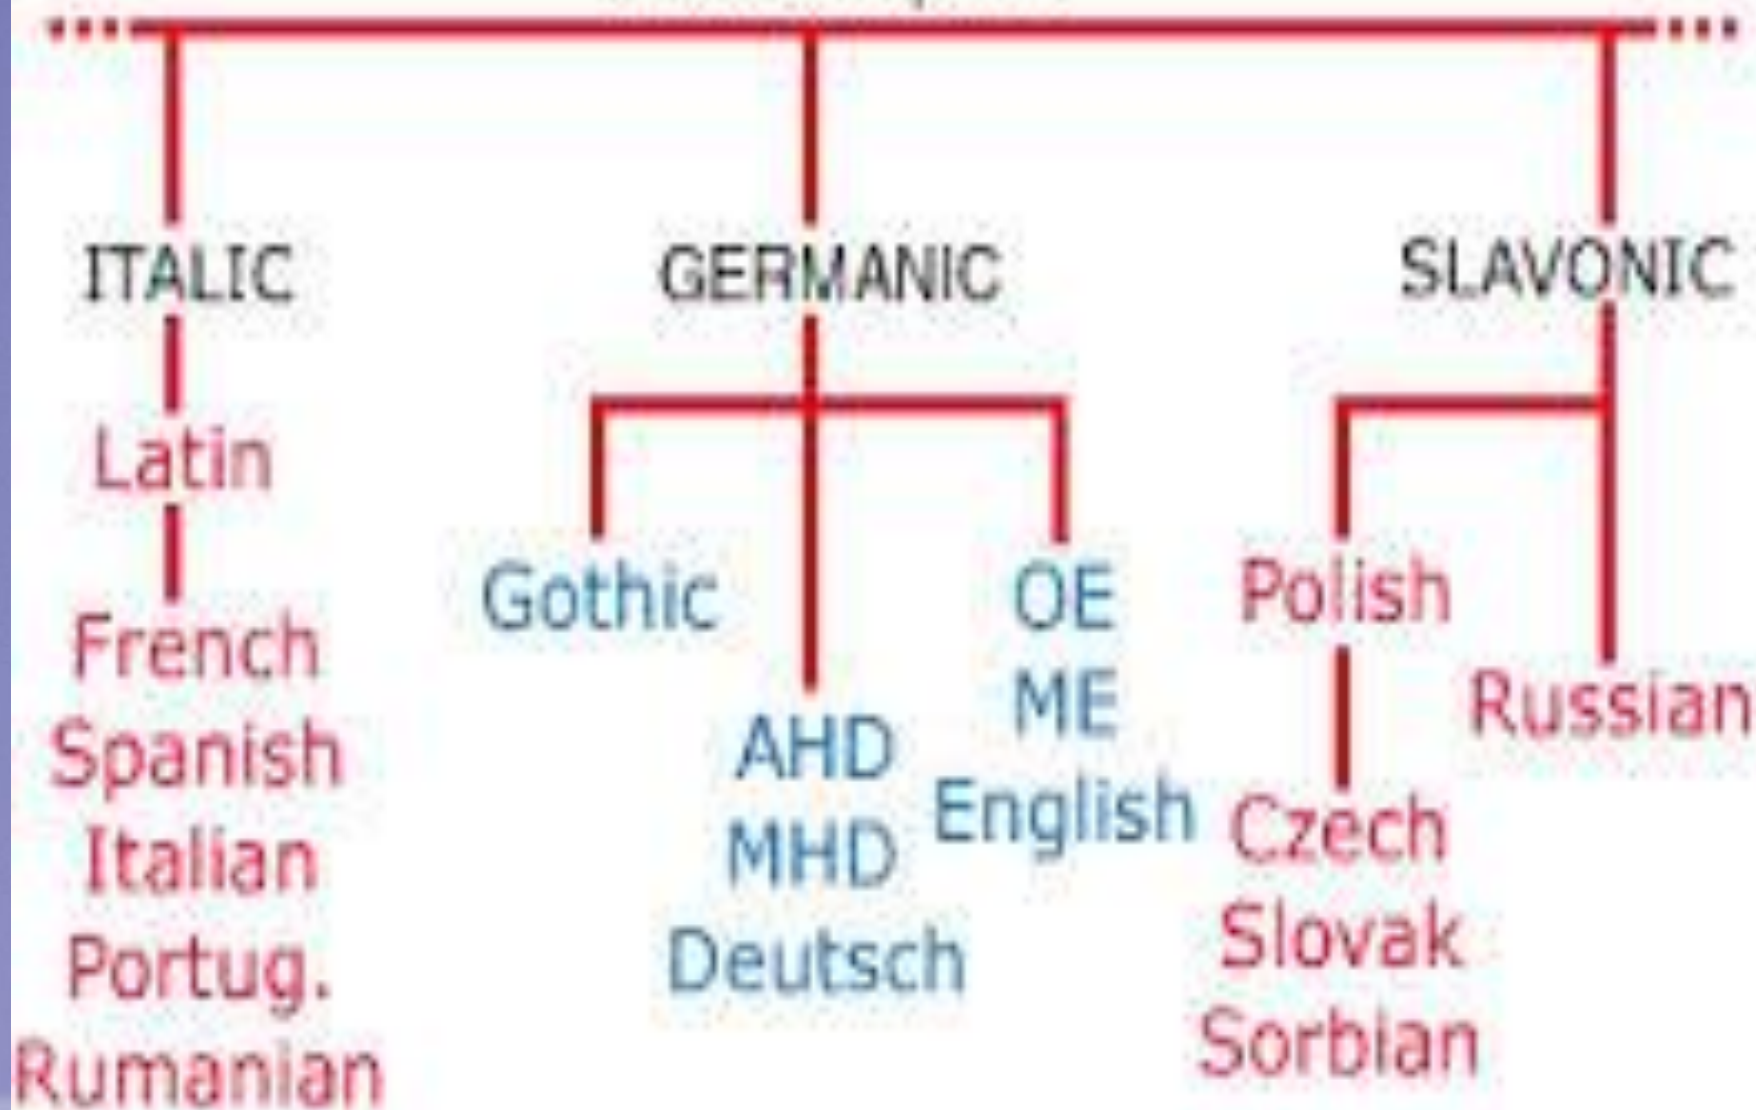 ITALIC
GERMANIC
SLAVONIC
Latin
French
Spanish
Italian
Portug.
Rumanian
Gothic
AHD
MHD
Deutsch
OE
ME
English
Polish
Czech
Slovak
Sorbian
Russian